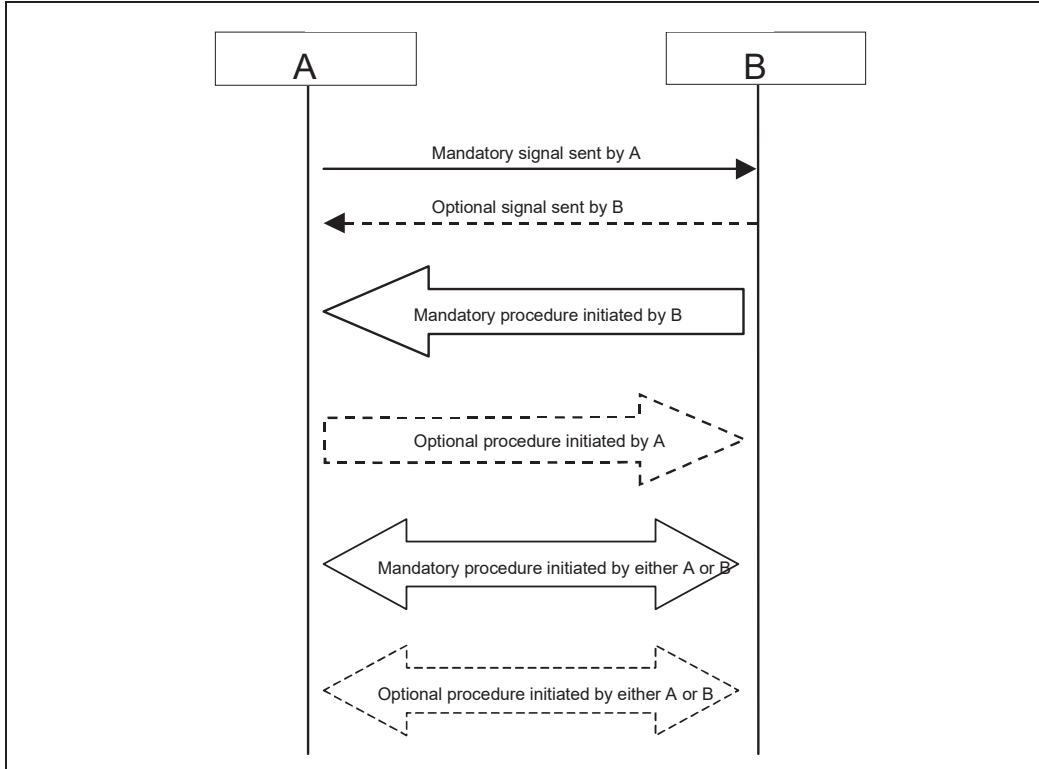 A
B
Mandatory signal sent by A
Optional signal sent by B
Mandatory procedure initiated by B
Optional procedure initiated by A
Mandatory procedure initiated by either A or B
Optional procedure initiated by either A or B